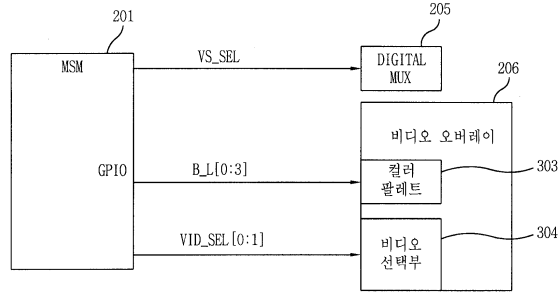 201
MSM
VS_SEL
205
DIGITAL
MUX
206
비디오 오버레이
GPIO
B_L[0:3]
컬러
팔레트
303
VID_SEL[0:1]
비디오
선택부
304